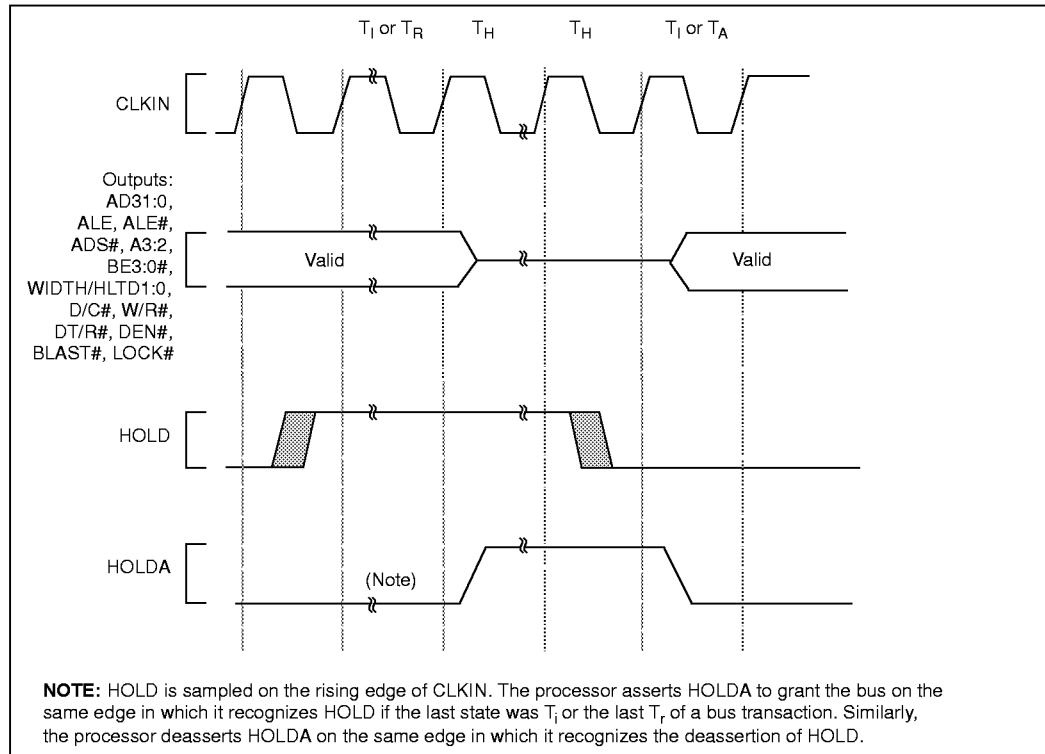 T_I or T_R T_H T_H T_I or T_A
CLKIN
Outputs:
AD31:0,
ALE, ALE#,
ADS#, A3:2,
BE3:0#,
WIDTH/HLTD1:0,
D/C#, W/R#,
DT/R#, DEN#,
BLAST#, LOCK#
Valid
Valid
HOLD
HOLDA
(Note)
NOTE: HOLD is sampled on the rising edge of CLKIN. The processor asserts HOLDA to grant the bus on the
same edge in which it recognizes HOLD if the last state was T_i or the last T_r of a bus transaction. Similarly,
the processor deasserts HOLDA on the same edge in which it recognizes the deassertion of HOLD.